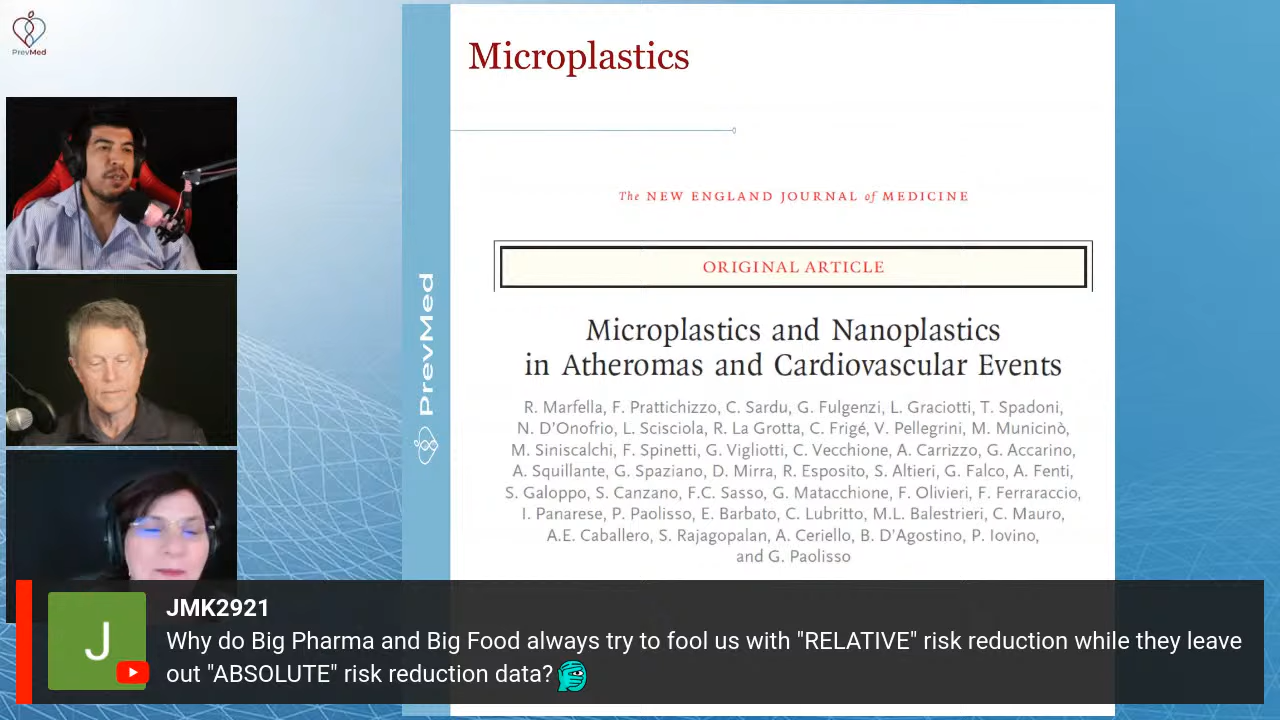 PrevMed
Microplastics
The NEW ENGLAND JOURNAL of MEDICINE
ORIGINAL ARTICLE
Microplastics and Nanoplastics
in Atheromas and Cardiovascular Events
R. Marfella, F. Prattichizzo, C. Sardu, G. Fulgenzi, L. Graciotti, T. Spadoni,
N. D'Onofrio, L. Scisciola, R. La Grotta, C. Frigé, V. Pellegrini, M. Municinò,
M. Siniscalchi, F. Spinetti, G. Vigliotti, C. Vecchione, A. Carrizzo, G. Accarino,
A. Squillante, G. Spaziano, D. Mirra, R. Esposito, S. Altieri, G. Falco, A. Fenti,
S. Galoppo, S. Canzano, F.C. Sasso, G. Matacchione, F. Olivieri, F. Ferraraccio,
I. Panarese, P. Paolisso, E. Barbato, C. Lubritto, M.L. Balestrieri, C. Mauro,
A.E. Caballero, S. Rajagopalan, A. Ceriello, B. D'Agostino, P. Iovino,
and G. Paolisso
PrevMed
J
JMK2921
Why do Big Pharma and Big Food always try to fool us with "RELATIVE" risk reduction while they leave
out "ABSOLUTE" risk reduction data?